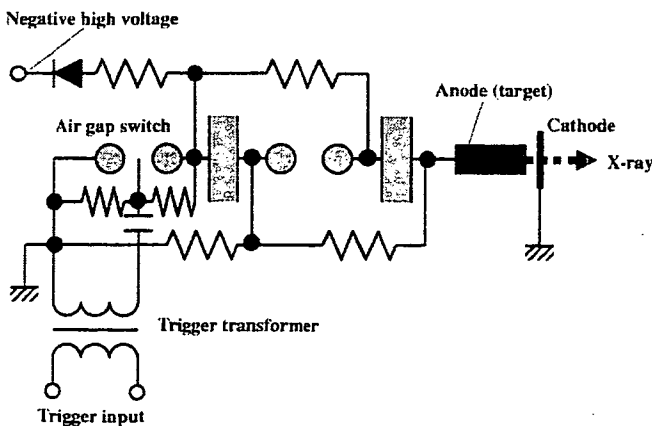 Negative high voltage
Anode (target)
Air gap switch
Cathode
X-ray
Trigger transformer
Trigger input